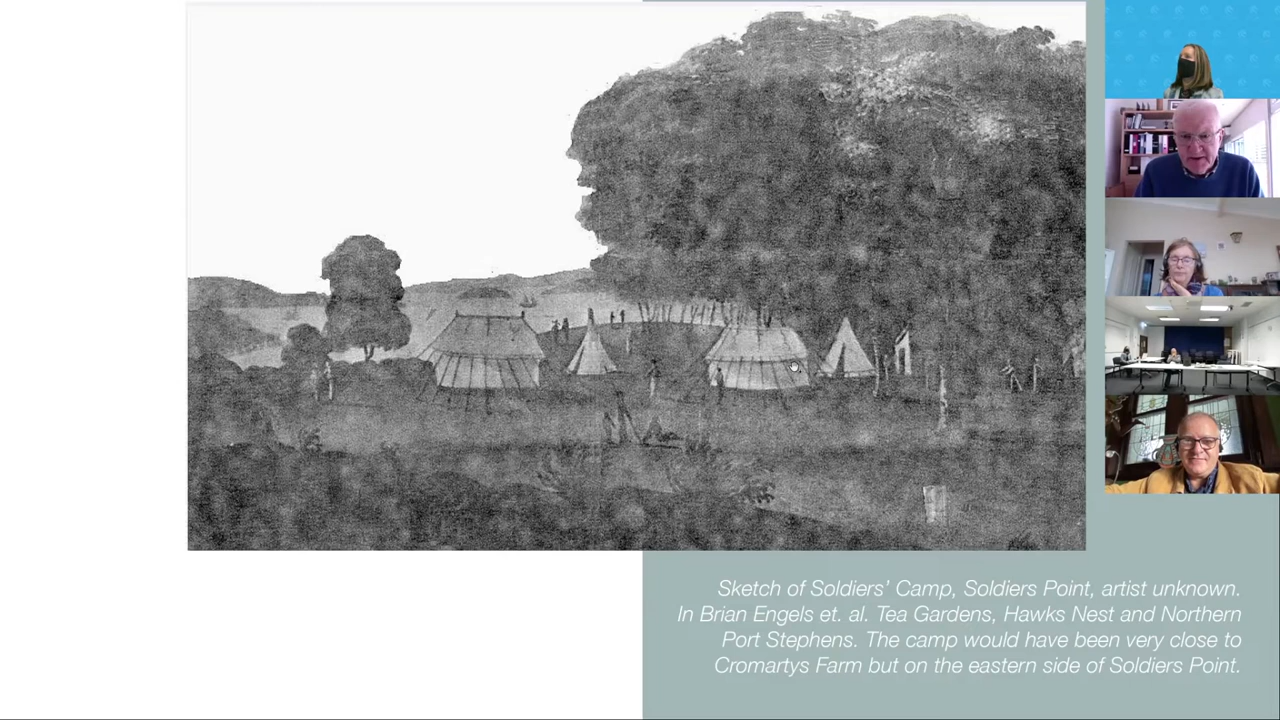 Sketch of Soldiers' Camp, Soldiers Point, artist unknown.
In Brian Engels et. al. Tea Gardens, Hawks Nest and Northern
Port Stephens. The camp would have been very close to
Cromartys Farm but on the eastern side of Soldiers Point.